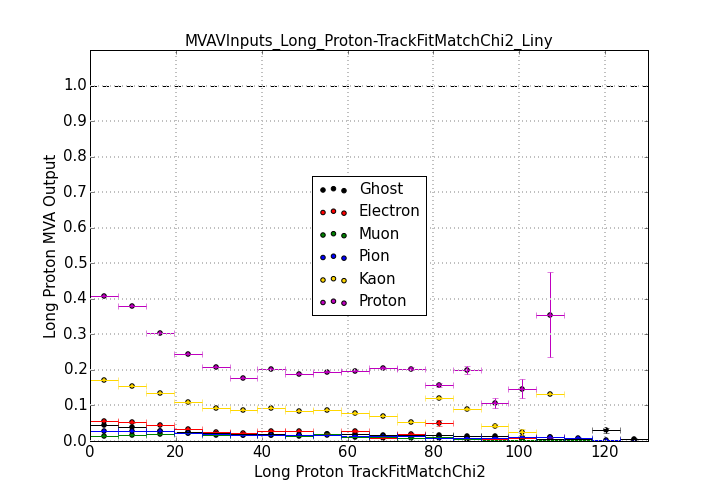 MVAVInputs_Long_Proton-TrackFitMatchChi2_Liny
Long Proton MVA Output
1.0
0.9
0.8
0.7
0.6
0.5
0.4
0.3
0.2
0.1
0.0
Ghost
Electron
Muon
Pion
Kaon
Proton
0 20 40 60 80 100 120
Long Proton TrackFitMatchChi2